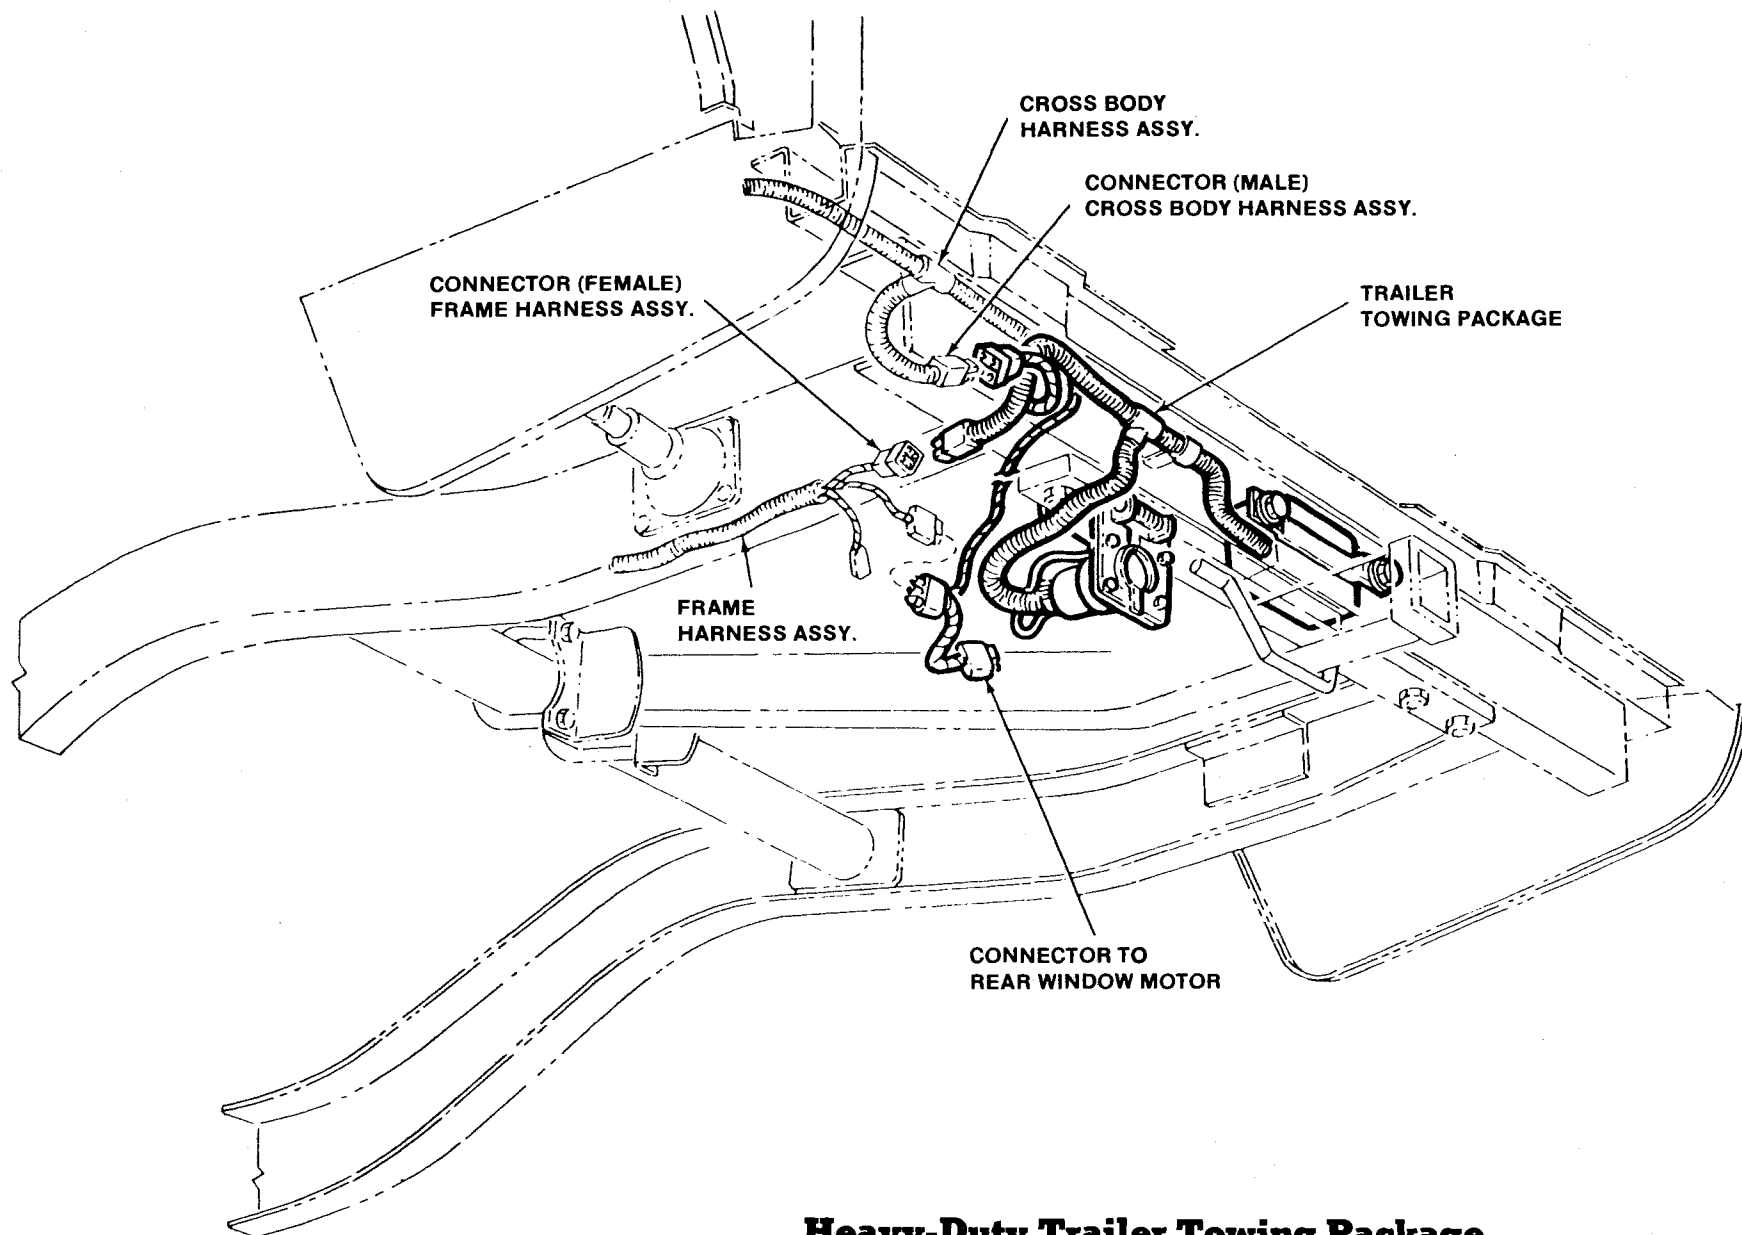 CROSS BODY
HARNESS ASSY.
CONNECTOR (MALE)
CROSS BODY HARNESS ASSY.
CONNECTOR (FEMALE)
FRAME HARNESS ASSY.
TRAILER
TOWING PACKAGE
FRAME
HARNESS ASSY.
CONNECTOR TO
REAR WINDOW MOTOR
Heavy-Duty Trailer Towing Package